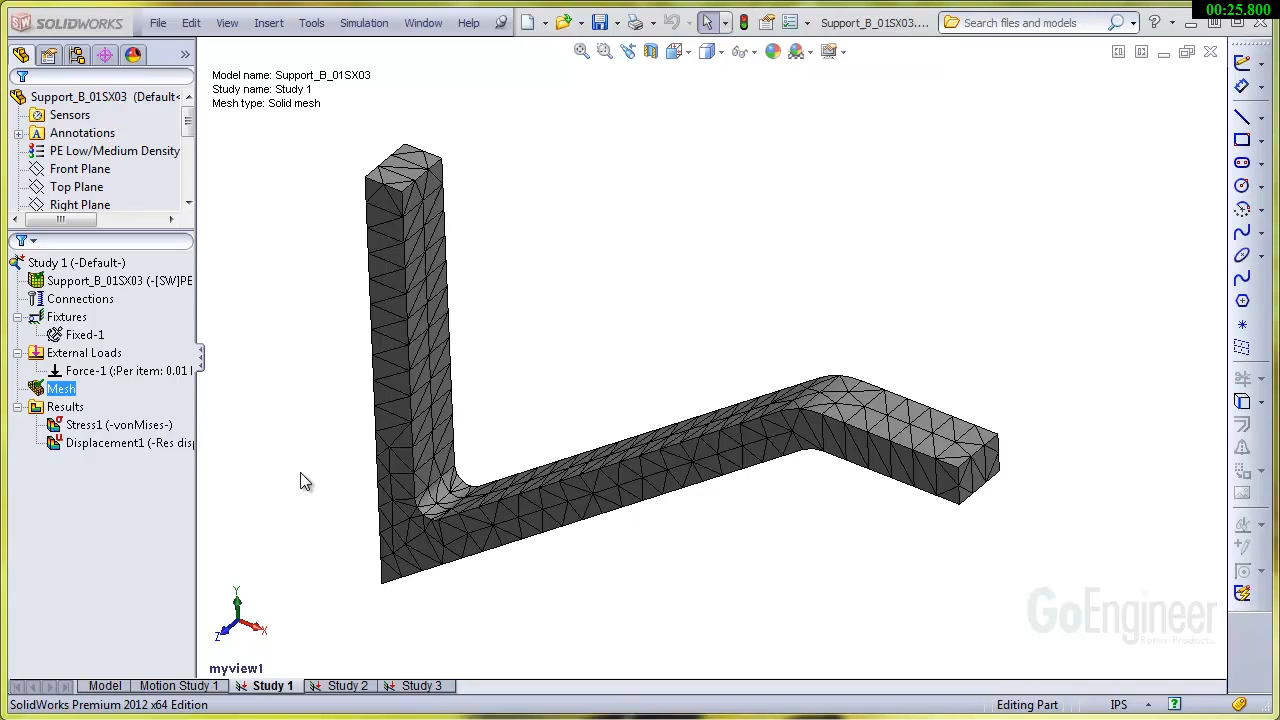 00:25.800
SOLIDWORKS File Edit View Insert Tools Simulation Window Help Support_B_01SX03.... Search files and models ?
Model name: Support_B_01SX03
Study name: Study 1
Mesh type: Solid mesh
Support_B_01SX03 (Default<
Sensors
Annotations
PE Low/Medium Density
Front Plane
Top Plane
Right Plane
Study 1 (-Default-)
Support_B_01SX03 (-[SW]PE
Connections
Fixtures
Fixed-1
External Loads
Force-1 (:Per item: 0.01 l
Mesh
Results
Stress1 (-vonMises-)
Displacement1 (-Res disp
Y
Z X
GoEngineer
Better Products.
myview1
Model Motion Study 1 Study 1 Study 2 Study 3
SolidWorks Premium 2012 x64 Edition Editing Part IPS ?